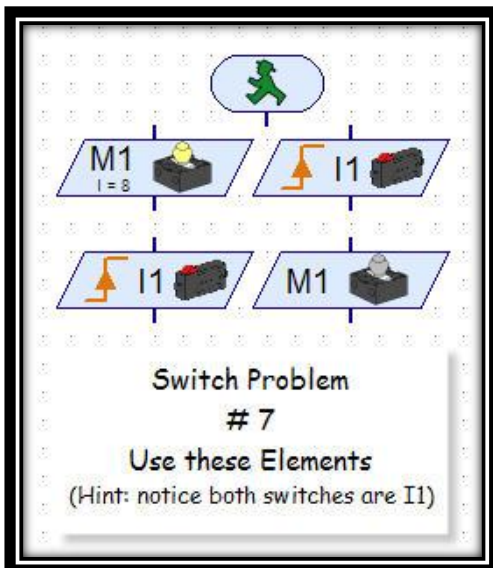 M1
I = 8
I1
I1
M1
Switch Problem
# 7
Use these Elements
(Hint: notice both switches are I1)